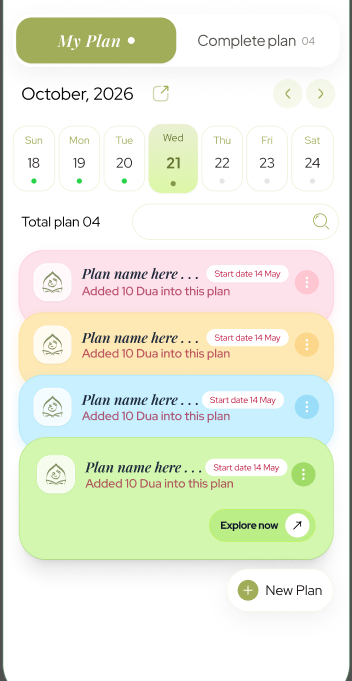 My Plan
Complete plan 04
October, 2026
Sun Mon Tue Wed Thu Fri Sat
18 19 20 21 22 23 24
Total plan 04
Plan name here . . . Start date 14 May
Added 10 Dua into this plan
Plan name here . . . Start date 14 May
Added 10 Dua into this plan
Plan name here . . . Start date 14 May
Added 10 Dua into this plan
Plan name here . . . Start date 14 May
Added 10 Dua into this plan
Explore now
New Plan